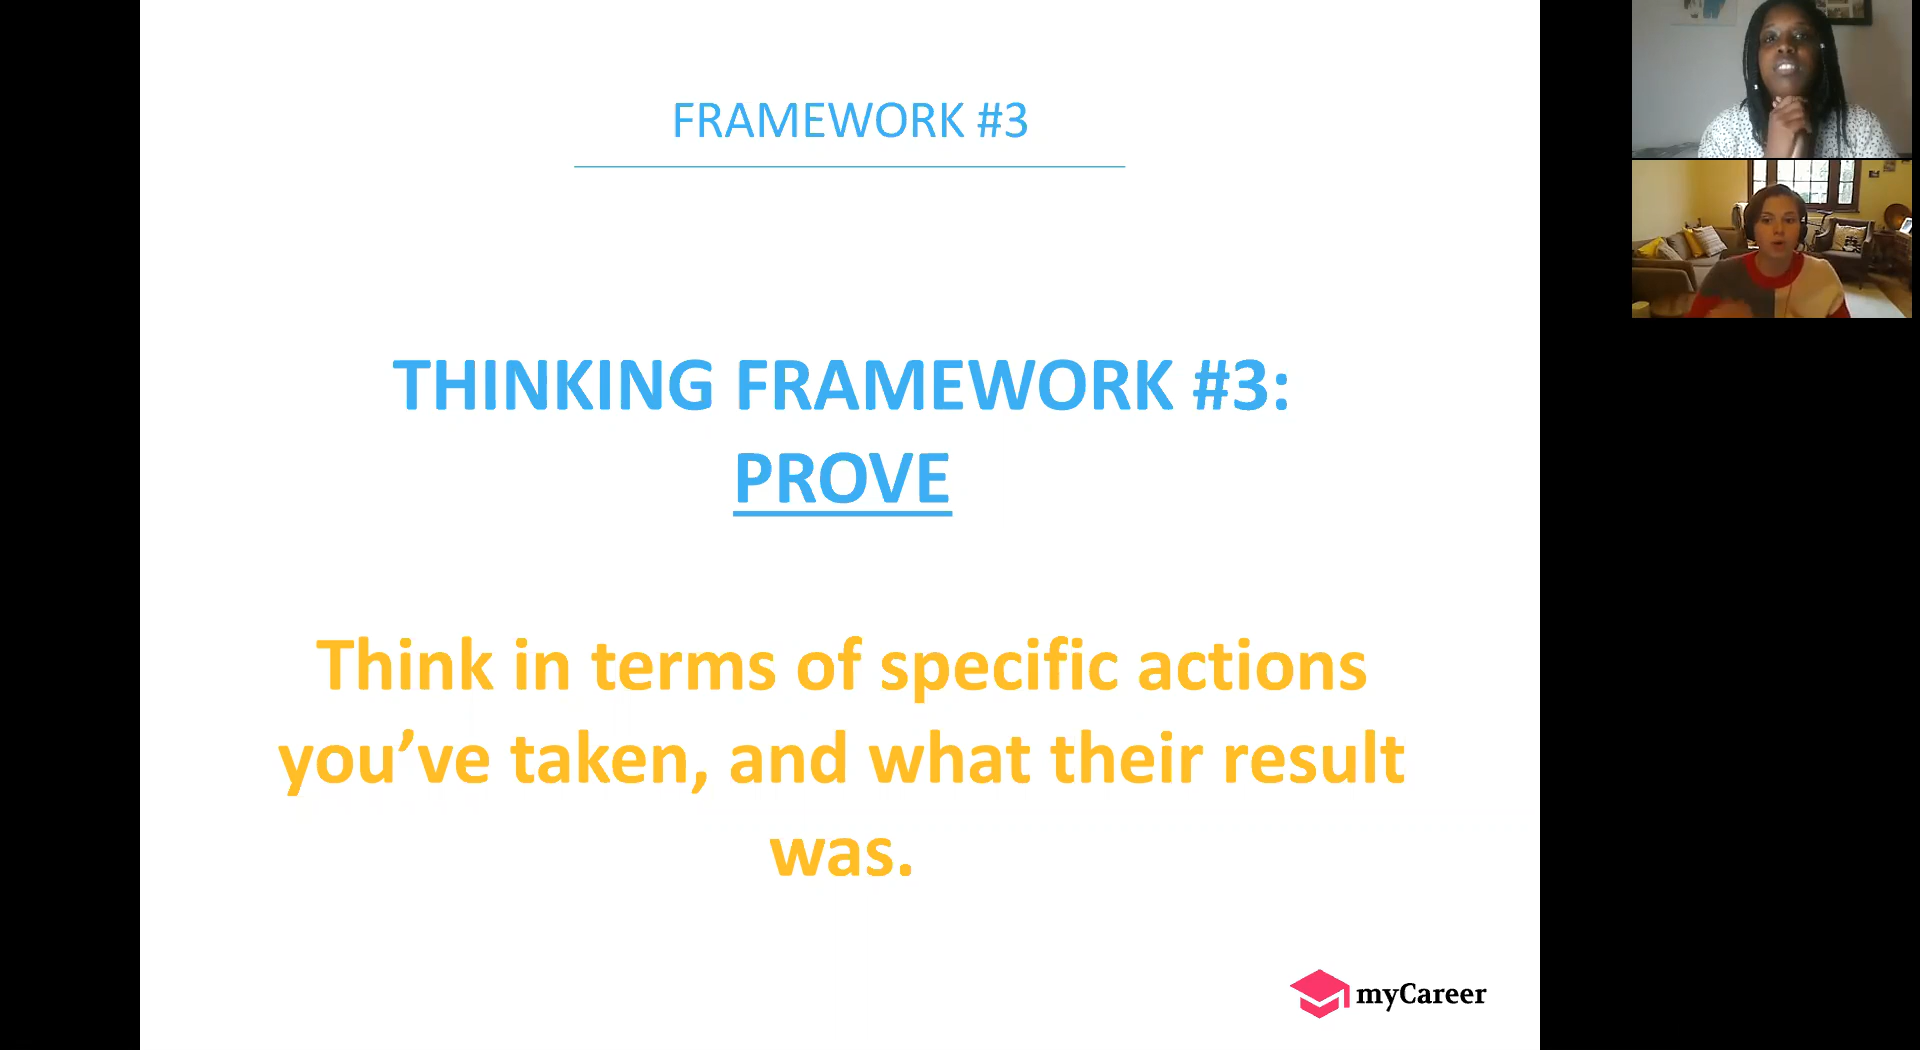 FRAMEWORK #3
THINKING FRAMEWORK #3:
PROVE
Think in terms of specific actions
you’ve taken, and what their result
was.
myCareer